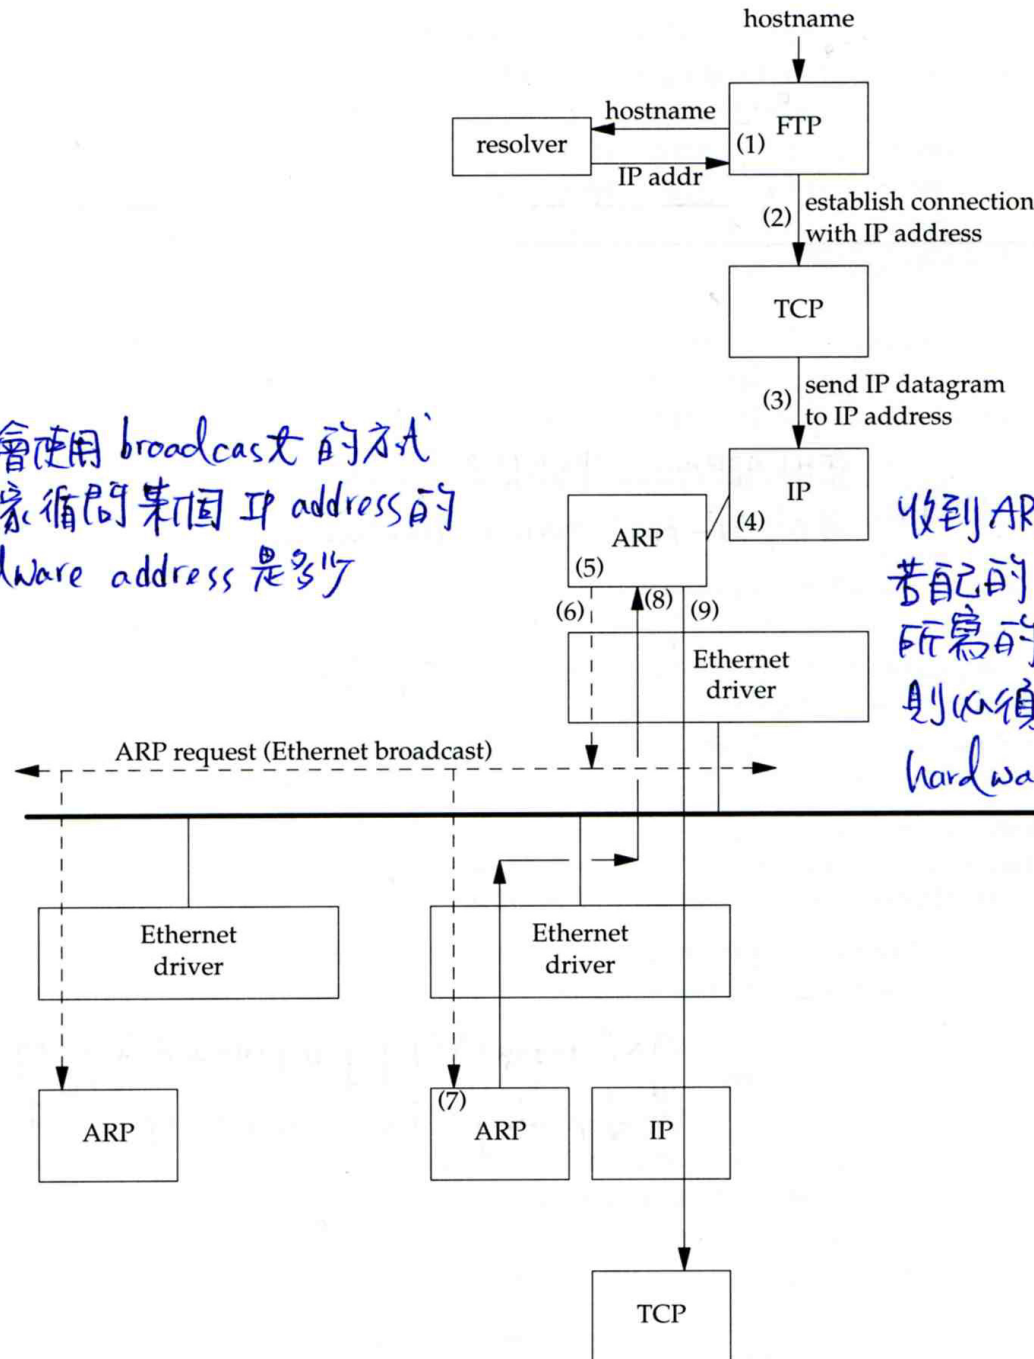 hostname
hostname
FTP
(1)
resolver
IP addr
(2)
establish connection
with IP address
TCP
(3)
send IP datagram
to IP address
會使用 broadcast 的方式
家循問某個 IP address 的
dware address 是多少
IP
(4)
ARP
(5)
收到 AR
若自己的
所寫的
則必須
hardwa
(6)
(8)
(9)
Ethernet
driver
ARP request (Ethernet broadcast)
Ethernet
driver
Ethernet
driver
ARP
(7)
ARP
IP
TCP